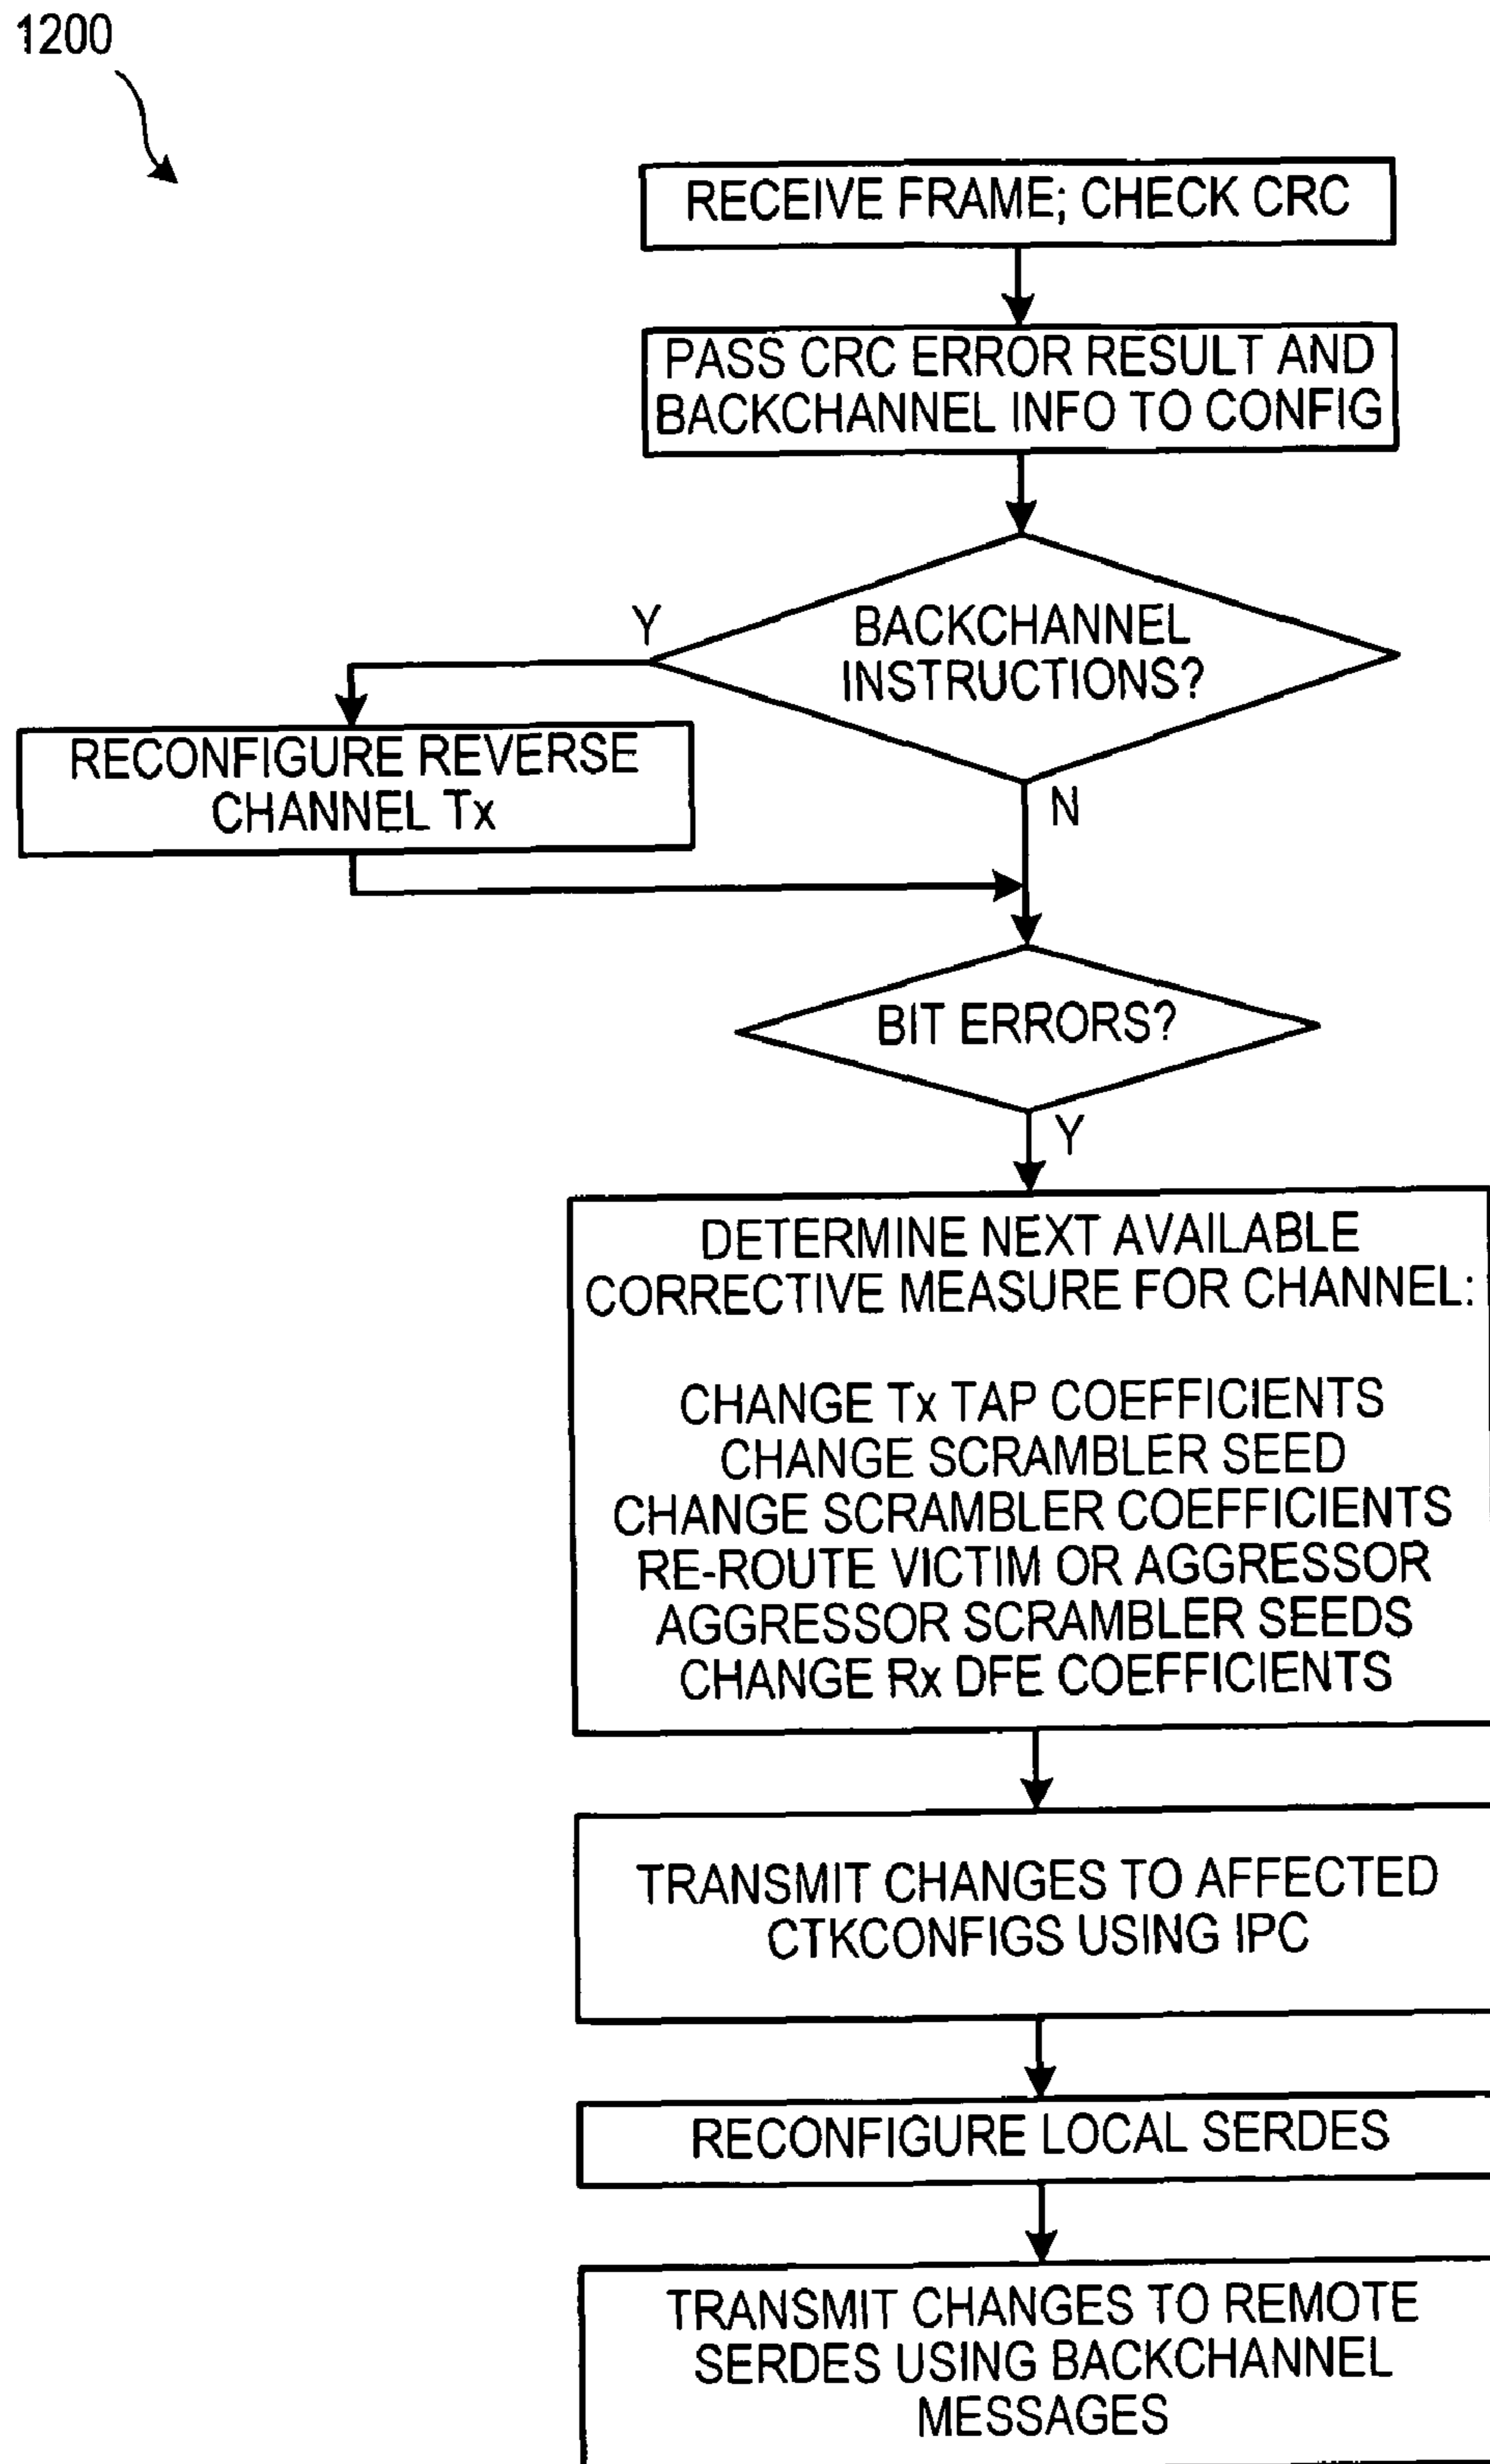 1200
RECEIVE FRAME; CHECK CRC
PASS CRC ERROR RESULT AND
BACKCHANNEL INFO TO CONFIG
BACKCHANNEL
INSTRUCTIONS?
Y
RECONFIGURE REVERSE
CHANNEL Tx
N
BIT ERRORS?
Y
DETERMINE NEXT AVAILABLE
CORRECTIVE MEASURE FOR CHANNEL:
CHANGE Tx TAP COEFFICIENTS
CHANGE SCRAMBLER SEED
CHANGE SCRAMBLER COEFFICIENTS
RE-ROUTE VICTIM OR AGGRESSOR
AGGRESSOR SCRAMBLER SEEDS
CHANGE Rx DFE COEFFICIENTS
TRANSMIT CHANGES TO AFFECTED
CTKCONFIGS USING IPC
RECONFIGURE LOCAL SERDES
TRANSMIT CHANGES TO REMOTE
SERDES USING BACKCHANNEL
MESSAGES